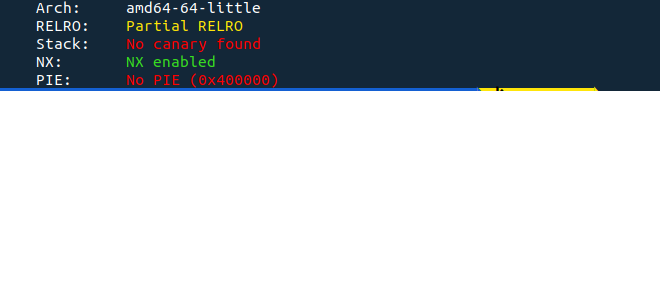 Arch: amd64-64-little
RELRO: Partial RELRO
Stack: No canary found
NX: NX enabled
PIE: No PIE (0x400000)